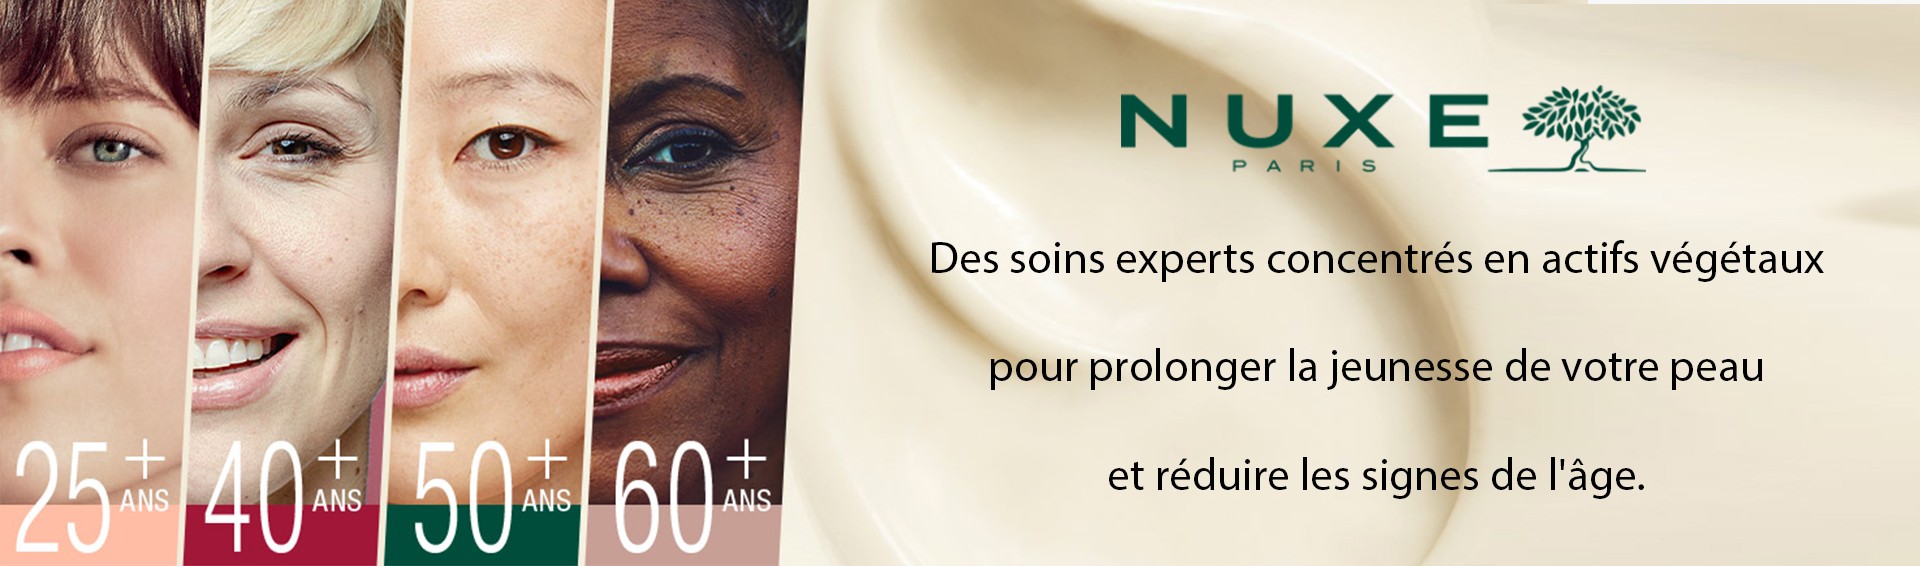 25+ ANS
40+ ANS
50+ ANS
60+ ANS
NUXE
PARIS
Des soins experts concentrés en actifs végétaux
pour prolonger la jeunesse de votre peau
et réduire les signes de l'âge.